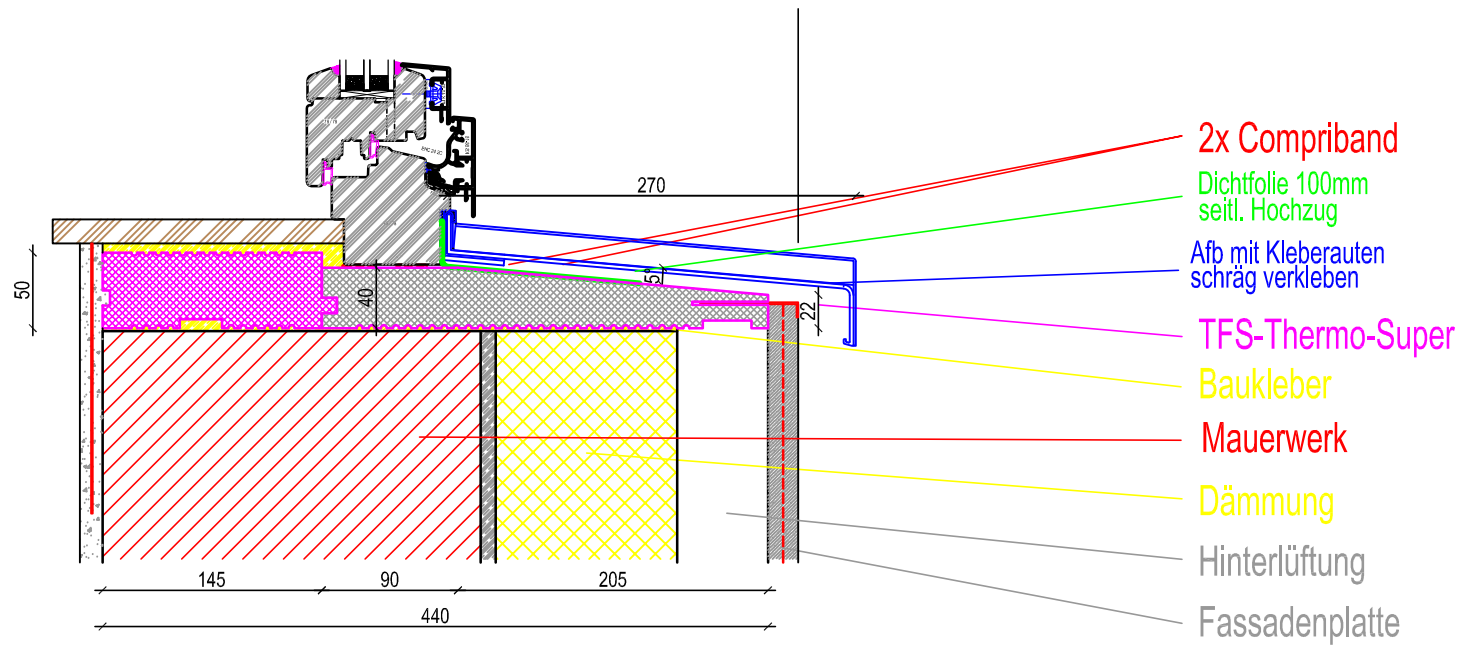 270
2x Compriband
Dichtfolie 100mm
seitl. Hochzug
Afb mit Kleberauten
schräg verkleben
50
40
5°
22
TFS-Thermo-Super
Baukleber
Mauerwerk
Dämmung
Hinterlüftung
Fassadenplatte
145
90
205
440